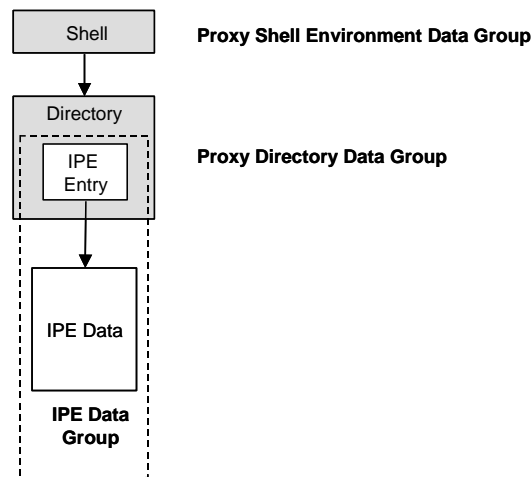 Shell
Proxy Shell Environment Data Group
Directory
IPE
Entry
Proxy Directory Data Group
IPE Data
IPE Data
Group